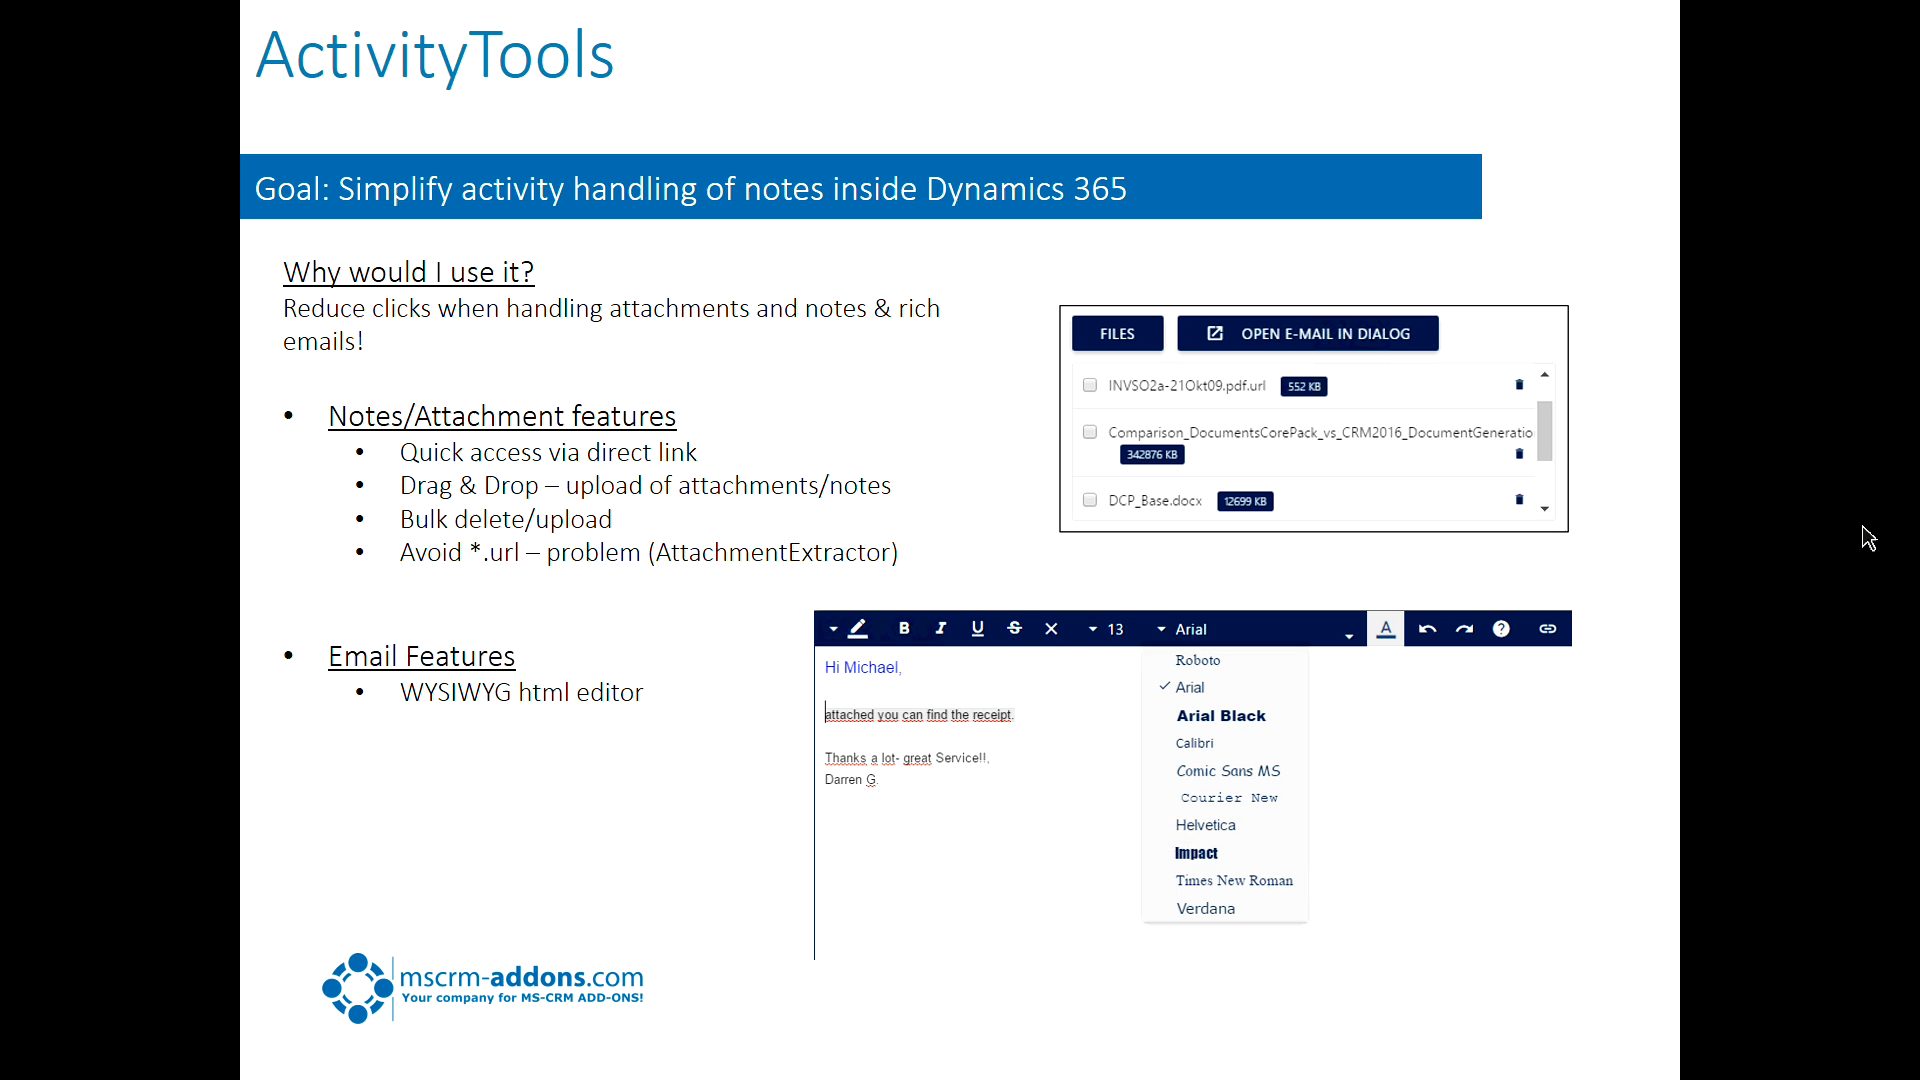 ActivityTools
Goal: Simplify activity handling of notes inside Dynamics 365
Why would I use it?
Reduce clicks when handling attachments and notes & rich
emails!
• Notes/Attachment features
• Quick access via direct link
• Drag & Drop – upload of attachments/notes
• Bulk delete/upload
• Avoid *.url – problem (AttachmentExtractor)
• Email Features
• WYSIWYG html editor
FILES
OPEN E-MAIL IN DIALOG
INVSO2a-21Okt09.pdf.url 552 KB
Comparison_DocumentsCorePack_vs_CRM2016_DocumentGeneratio
342876 KB
DCP_Base.docx 12699 KB
B I U S 13 Arial A
Hi Michael,
attached you can find the receipt.
Thanks a lot- great Service!!,
Darren G.
Roboto
Arial
Arial Black
Calibri
Comic Sans MS
Courier New
Helvetica
Impact
Times New Roman
Verdana
mscrm-addons.com
Your company for MS-CRM ADD-ONS!